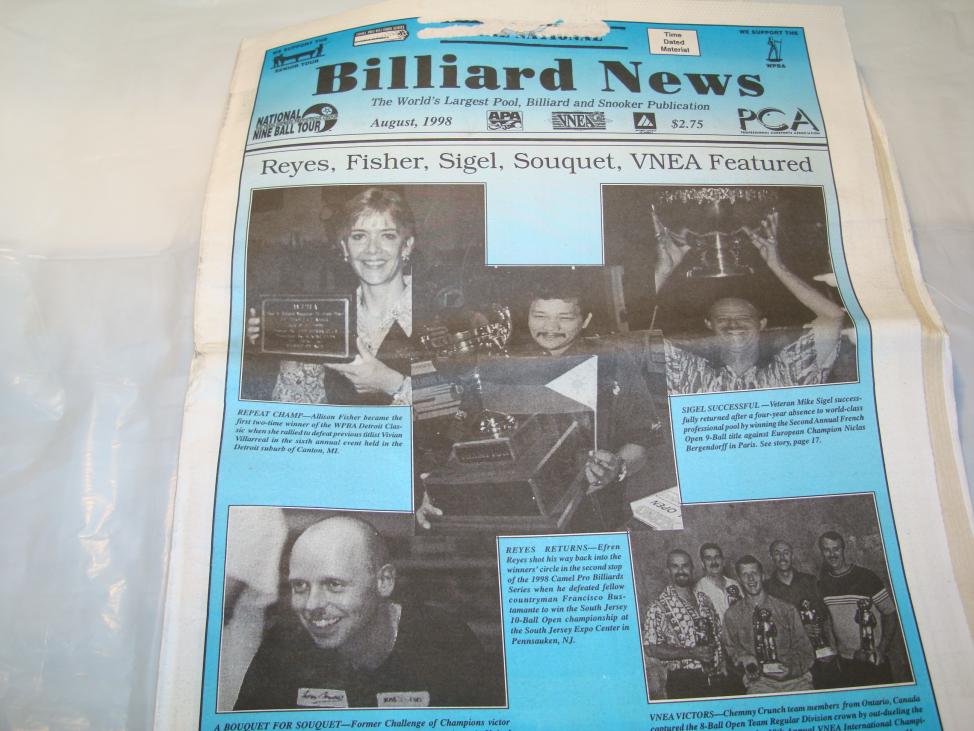 WE SUPPORT THE
SENIOR TOUR
NATIONAL
Time
Dated
Material
WE SUPPORT THE
WPBA
Billiard News
The World's Largest Pool, Billiard and Snooker Publication
NATIONAL
NINE BALL TOUR
August, 1998
APA
VNEA
$2.75
PCA
Reyes, Fisher, Sigel, Souquet, VNEA Featured
WPBA
REPEAT CHAMP—Allison Fisher became the
first two-time winner of the WPBA Detroit Clas-
sic when she rallied to defeat previous titlist Vivian
Villarreal in the sixth annual event held in the
Detroit suburb of Canton, MI.
SIGEL SUCCESSFUL—Veteran Mike Sigel success-
fully returned after a four-year absence to world-class
professional pool by winning the Second Annual French
Open 9-Ball title against European Champion Niclas
Bergendorff in Paris. See story, page 17.
OPEN
REYES RETURNS—Efren
Reyes shot his way back into the
winners' circle in the second stop
of the 1998 Camel Pro Billiards
Series when he defeated fellow
countryman Francisco Bus-
tamante to win the South Jersey
10-Ball Open championship at
the South Jersey Expo Center in
Pennsauken, NJ.
A BOUQUET FOR SOUQUET—Former Challenge of Champions victor
VNEA VICTORS—Chemmy Crunch team members from Ontario, Canada
captured the 8-Ball Open Team Regular Division crown by out-dueling the
Annual VNEA International Champi-